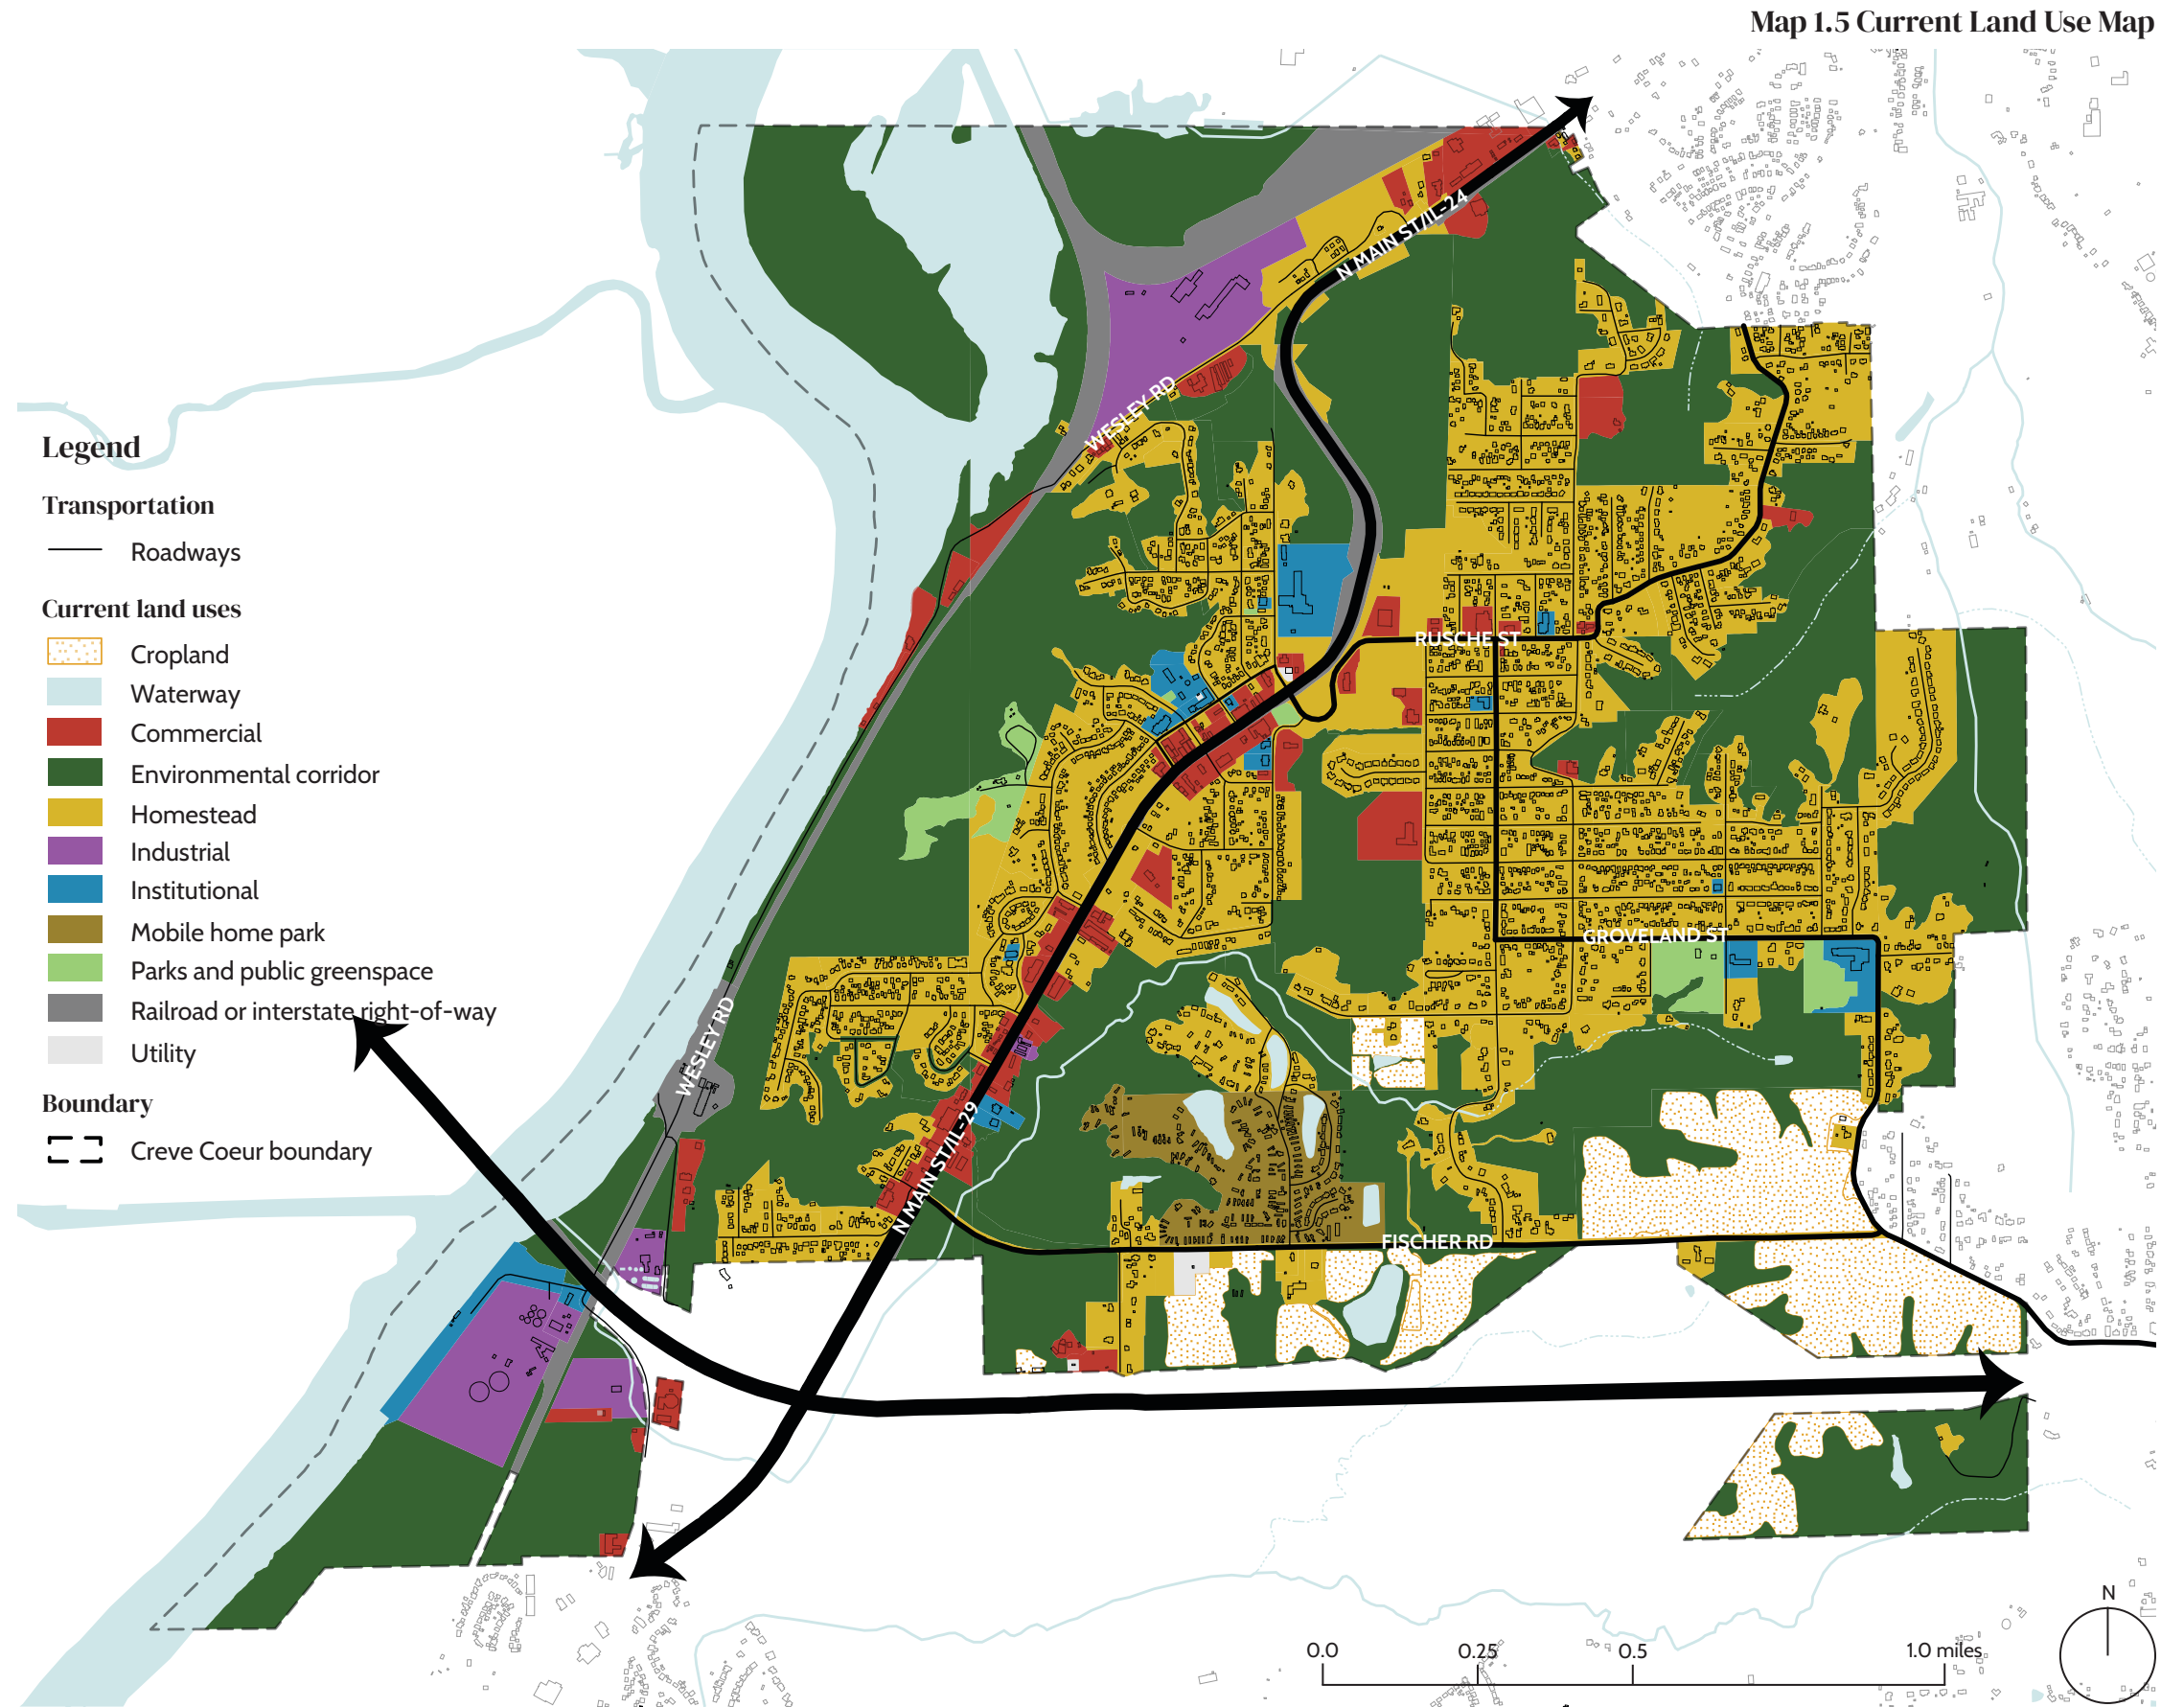 Map 1.5 Current Land Use Map
N MAIN ST/IL-24
WESLEY RD
RUSCHE ST
GROVELAND ST
WESLEY RD
N MAIN ST/IL-29
FISCHER RD
Legend
Transportation
Roadways
Current land uses
Cropland
Waterway
Commercial
Environmental corridor
Homestead
Industrial
Institutional
Mobile home park
Parks and public greenspace
Railroad or interstate right-of-way
Utility
Boundary
Creve Coeur boundary
N
0.0 0.25 0.5 1.0 miles